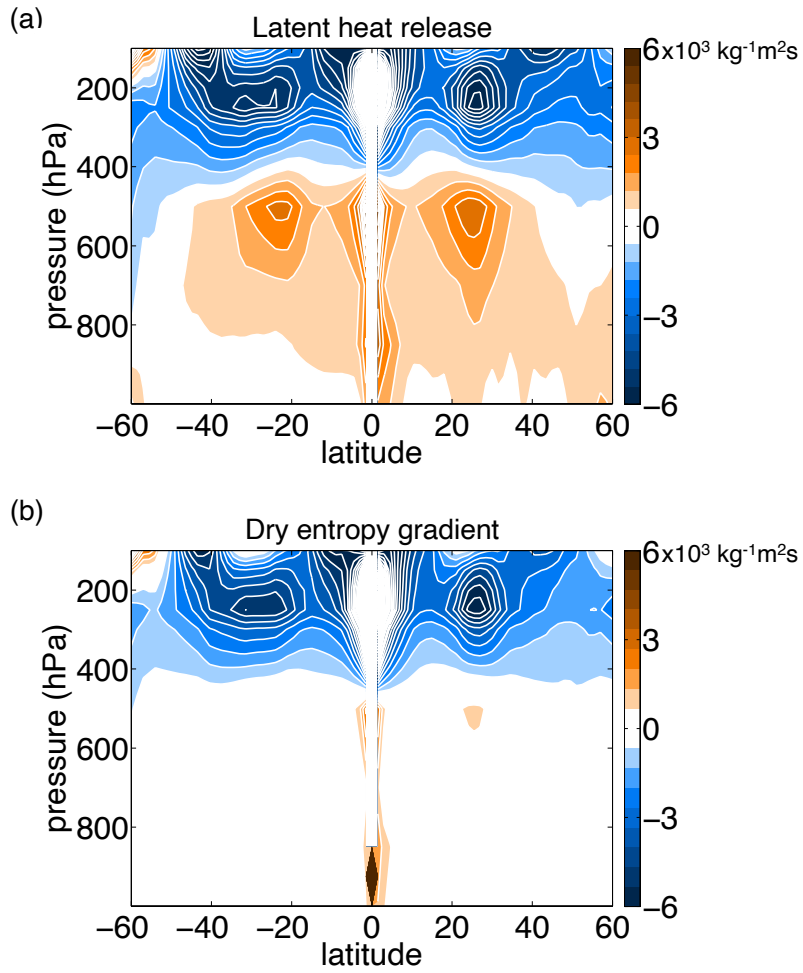 (a)
Latent heat release
6x10³ kg⁻¹m²s
200
3
400
0
600
−3
800
−6
pressure (hPa)
−60 −40 −20 0 20 40 60
latitude
(b)
Dry entropy gradient
6x10³ kg⁻¹m²s
200
3
400
0
600
−3
800
−6
pressure (hPa)
−60 −40 −20 0 20 40 60
latitude